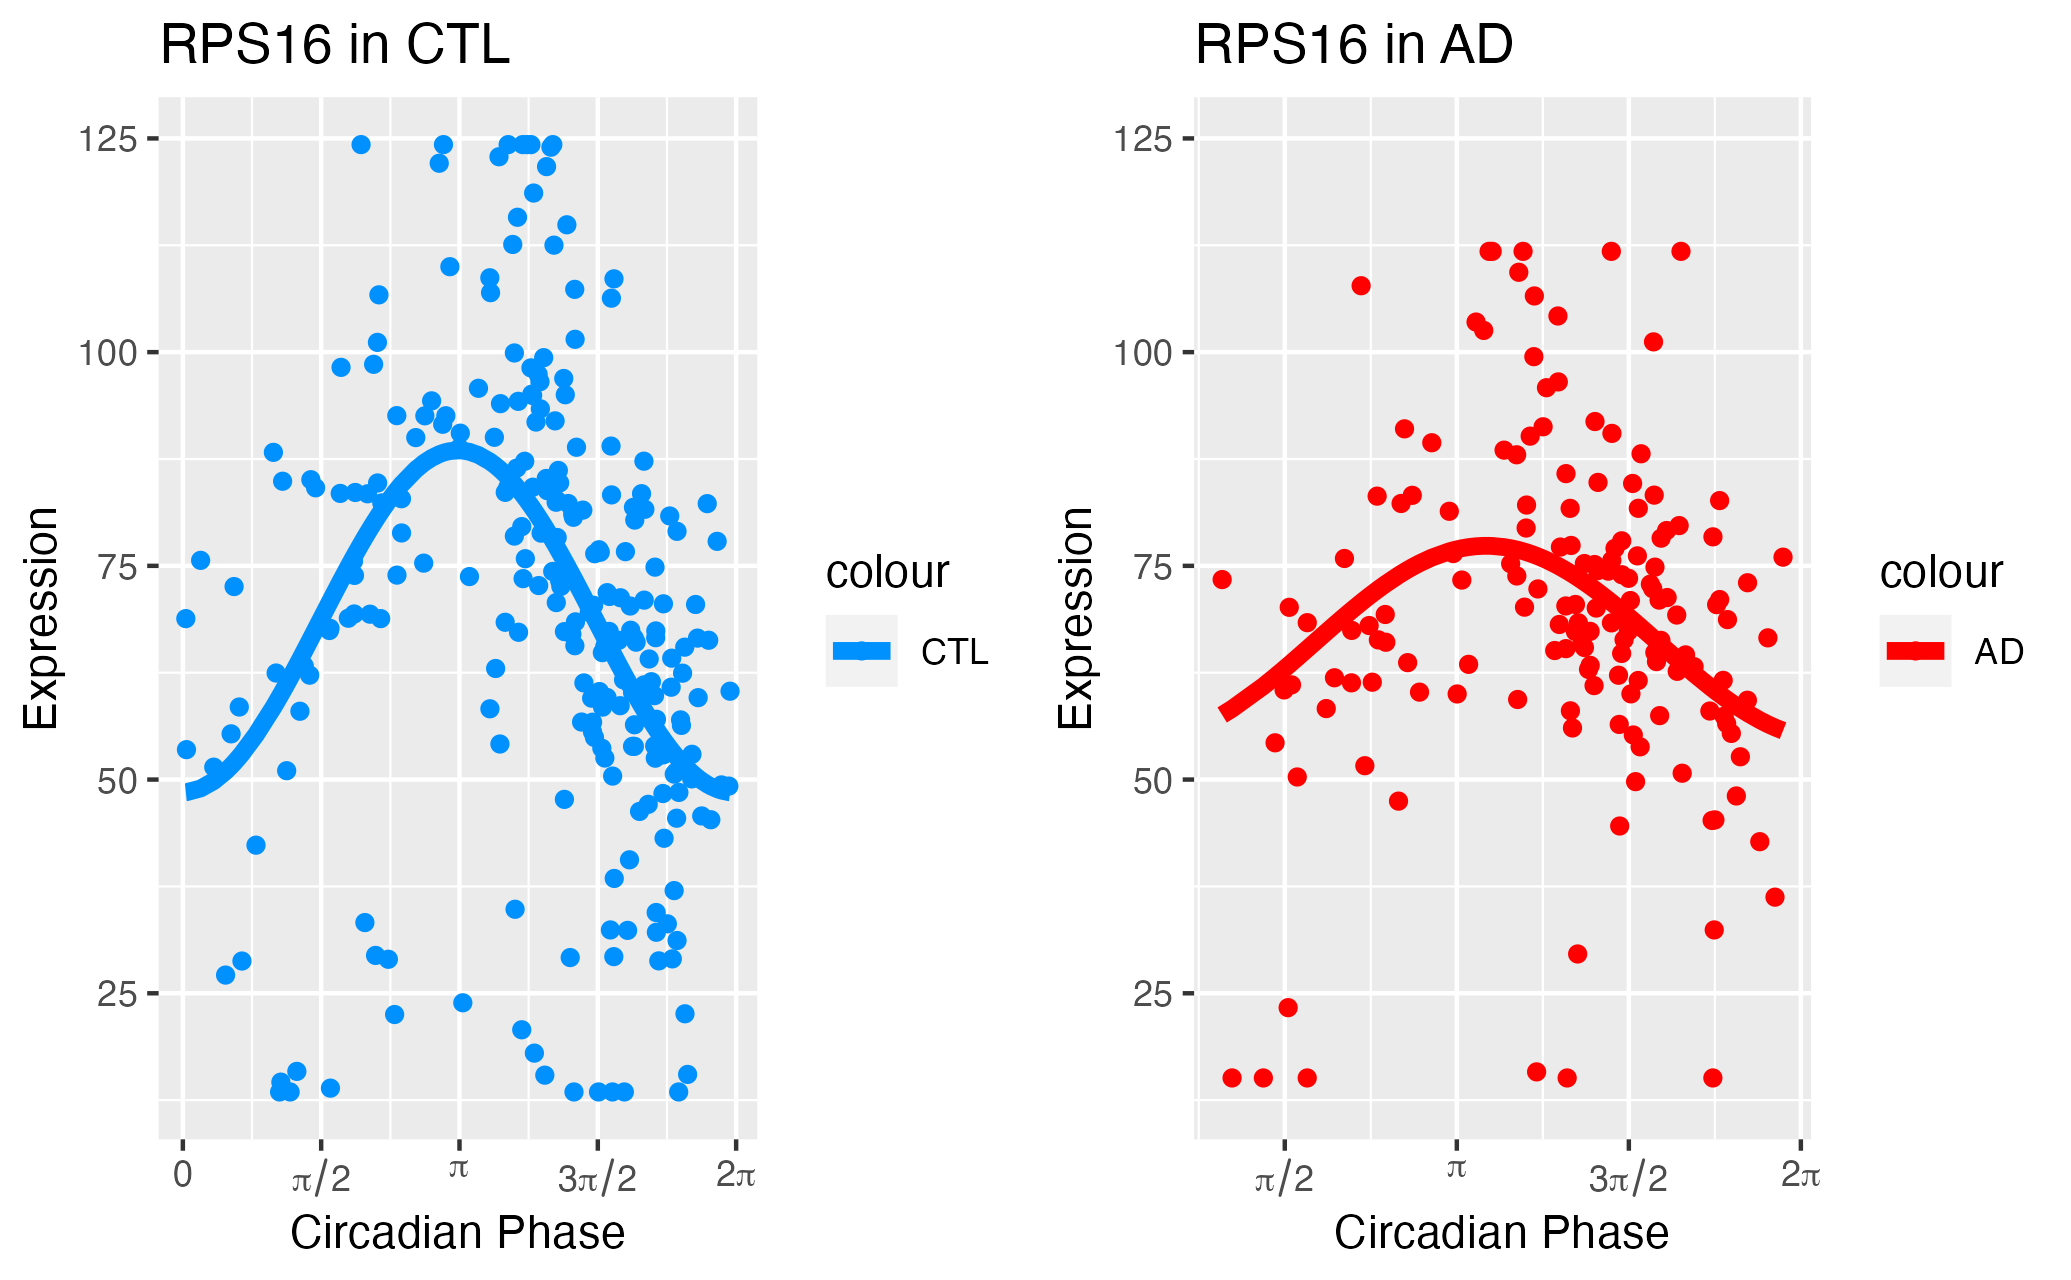 RPS16 in CTL
125
100
75
50
25
Expression
0
π/2
π
3π/2
2π
Circadian Phase
colour
CTL
RPS16 in AD
125
100
75
50
25
Expression
π/2
π
3π/2
2π
Circadian Phase
colour
AD